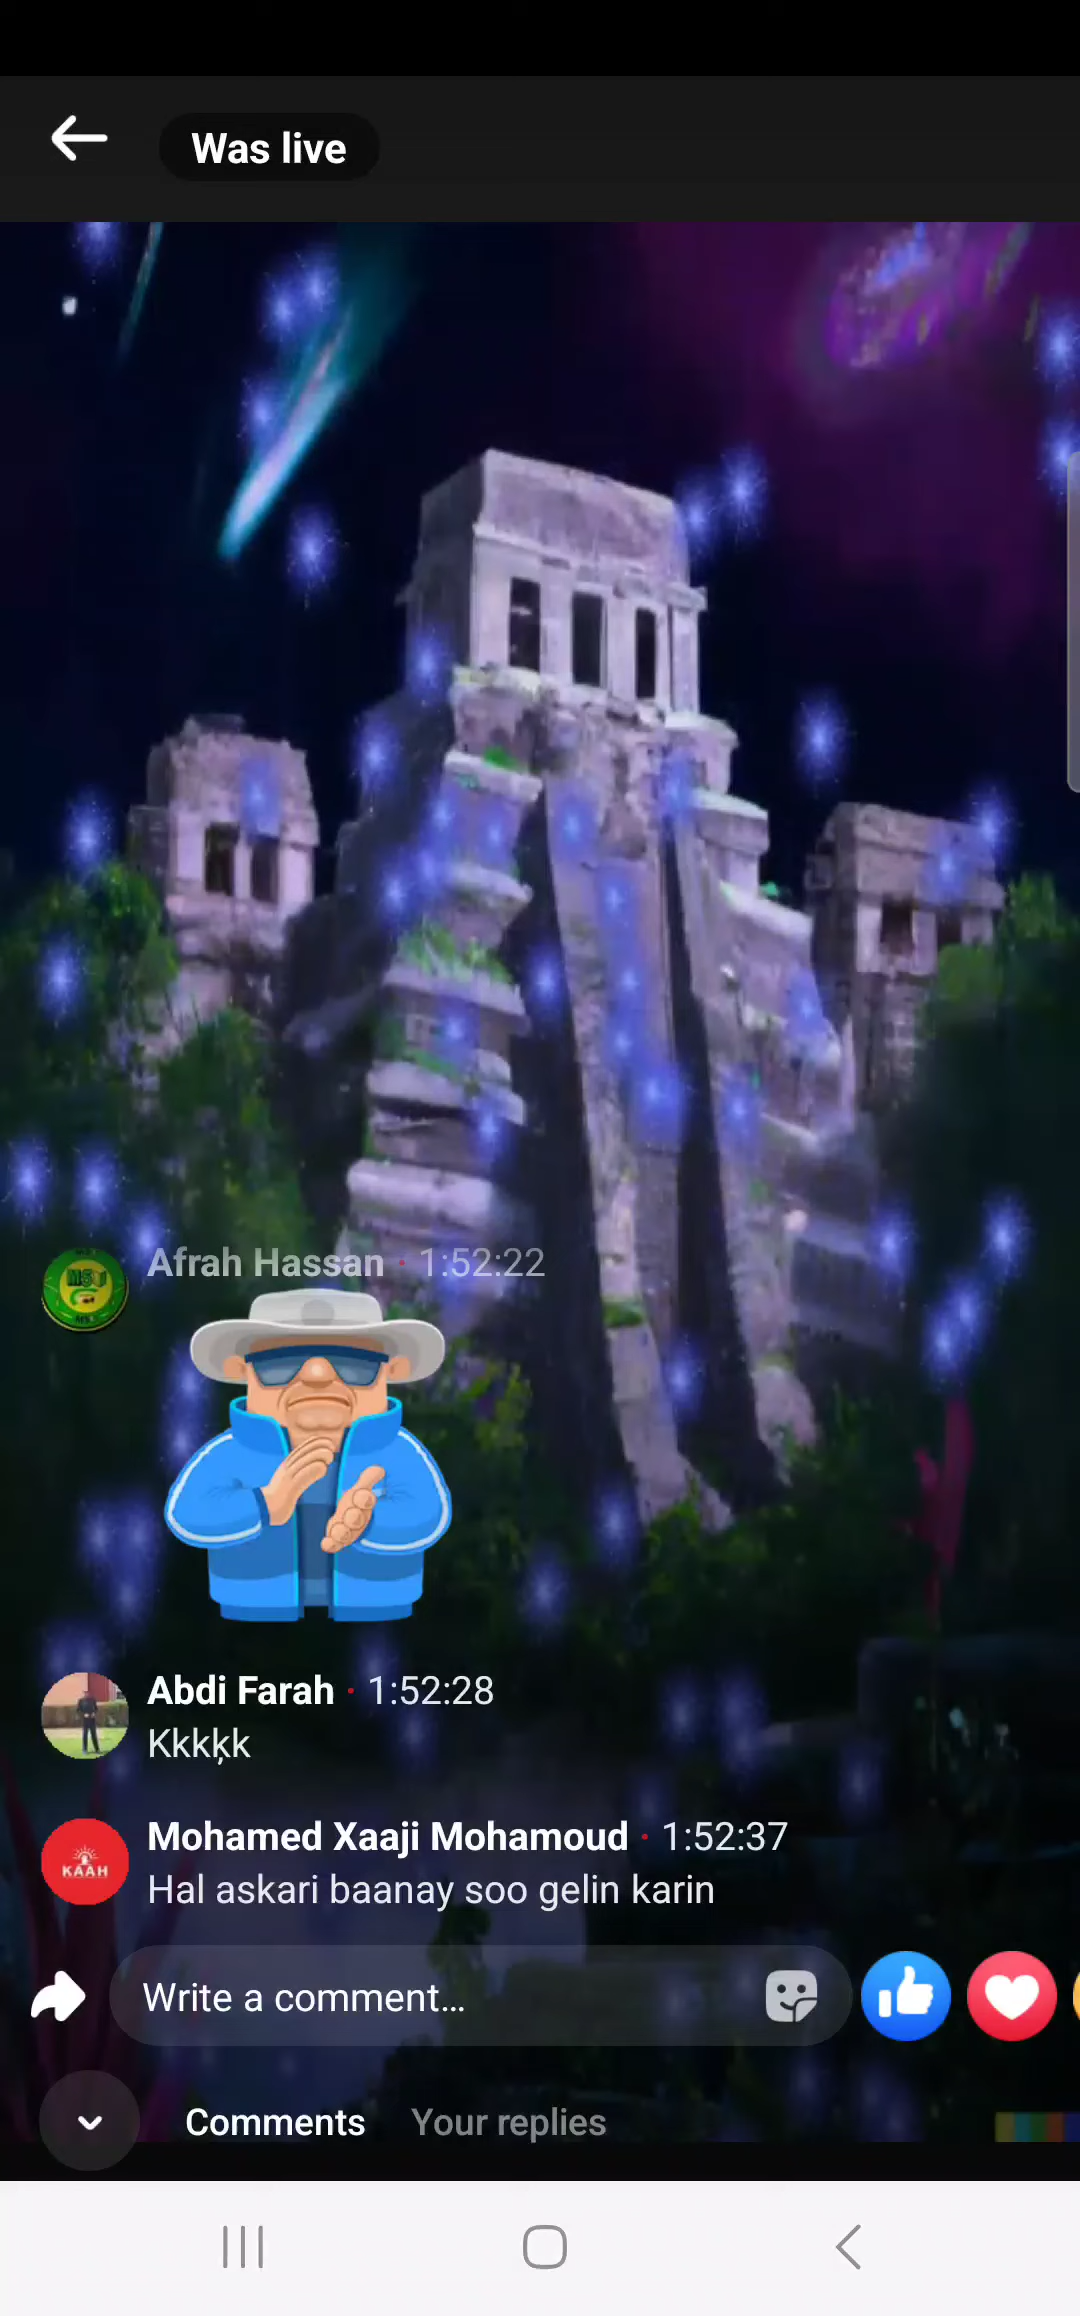 Was live
Afrah Hassan · 1:52:22
Abdi Farah · 1:52:28
Kkkķk
Mohamed Xaaji Mohamoud · 1:52:37
KAAH
Hal askari baanay soo gelin karin
Write a comment...
Comments Your replies